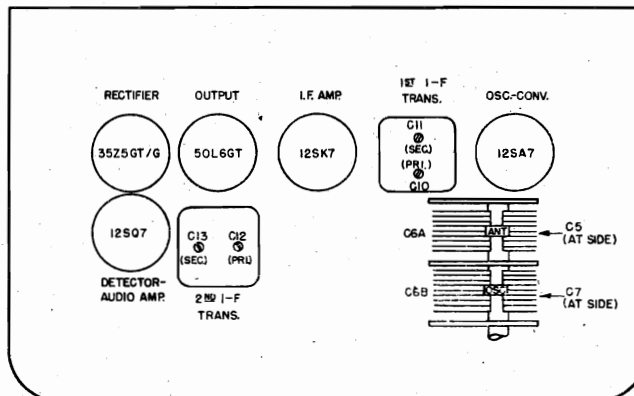 RECTIFIER
OUTPUT
I.F. AMP.
1ST I-F
TRANS.
OSC.-CONV.
35Z5GT/G
50L6GT
12SK7
C11
(SEC.)
(PRI.)
C10
12SA7
12SQ7
C13
(SEC.)
C12
(PRI.)
DETECTOR-
AUDIO AMP.
2ND I-F
TRANS.
C6A
ANT
C5
(AT SIDE)
C6B
OSC
C7
(AT SIDE)